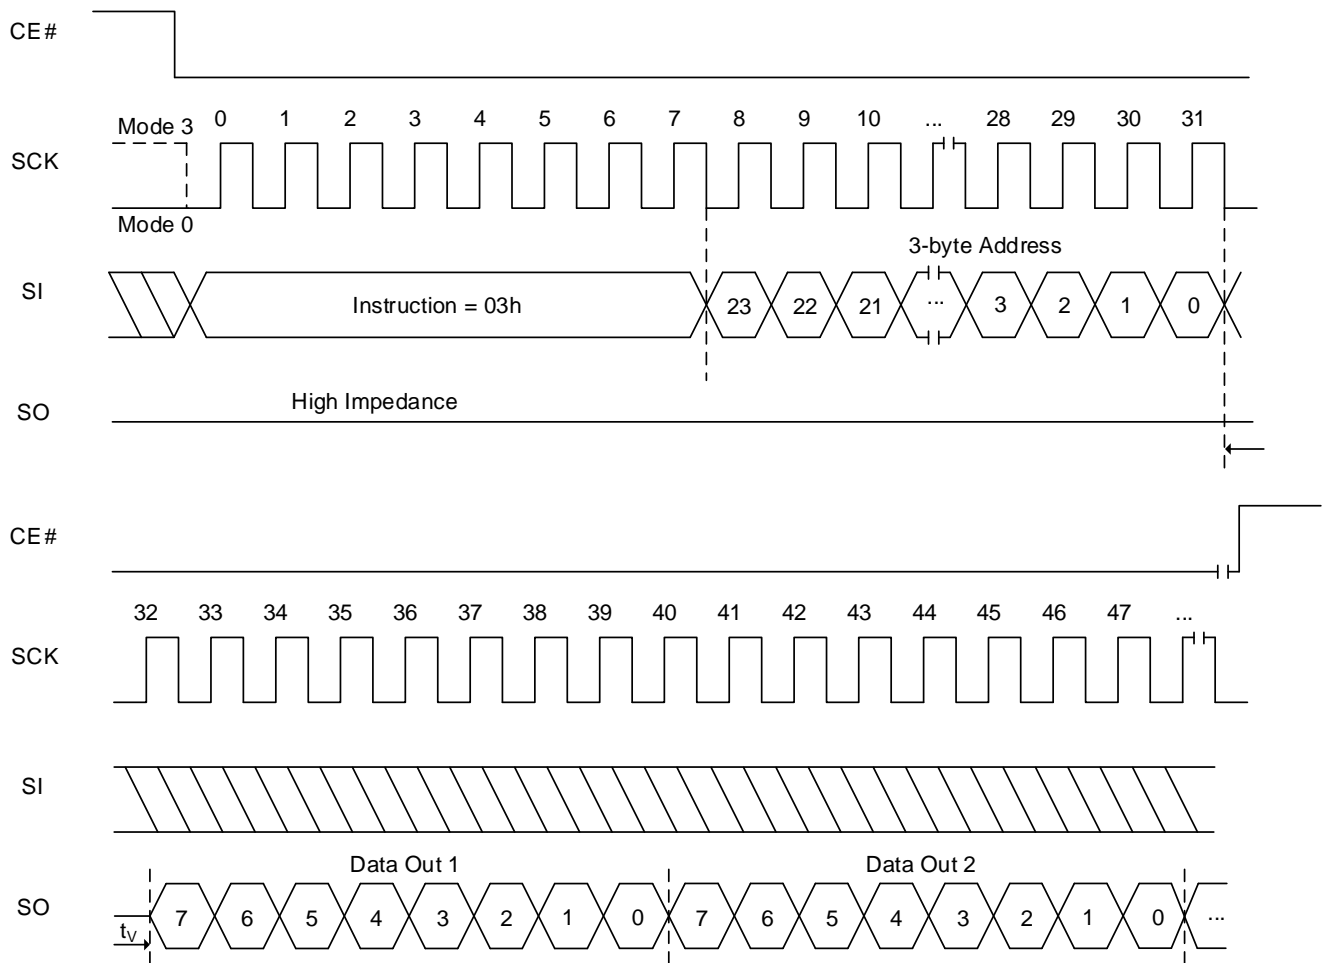 CE#
Mode 3 0 1 2 3 4 5 6 7 8 9 10 ... 28 29 30 31
SCK
Mode 0
3-byte Address
SI
Instruction = 03h 23 22 21 ... 3 2 1 0
High Impedance
SO
CE#
32 33 34 35 36 37 38 39 40 41 42 43 44 45 46 47 ...
SCK
SI
Data Out 1 Data Out 2
SO
7 6 5 4 3 2 1 0 7 6 5 4 3 2 1 0 ...
tV